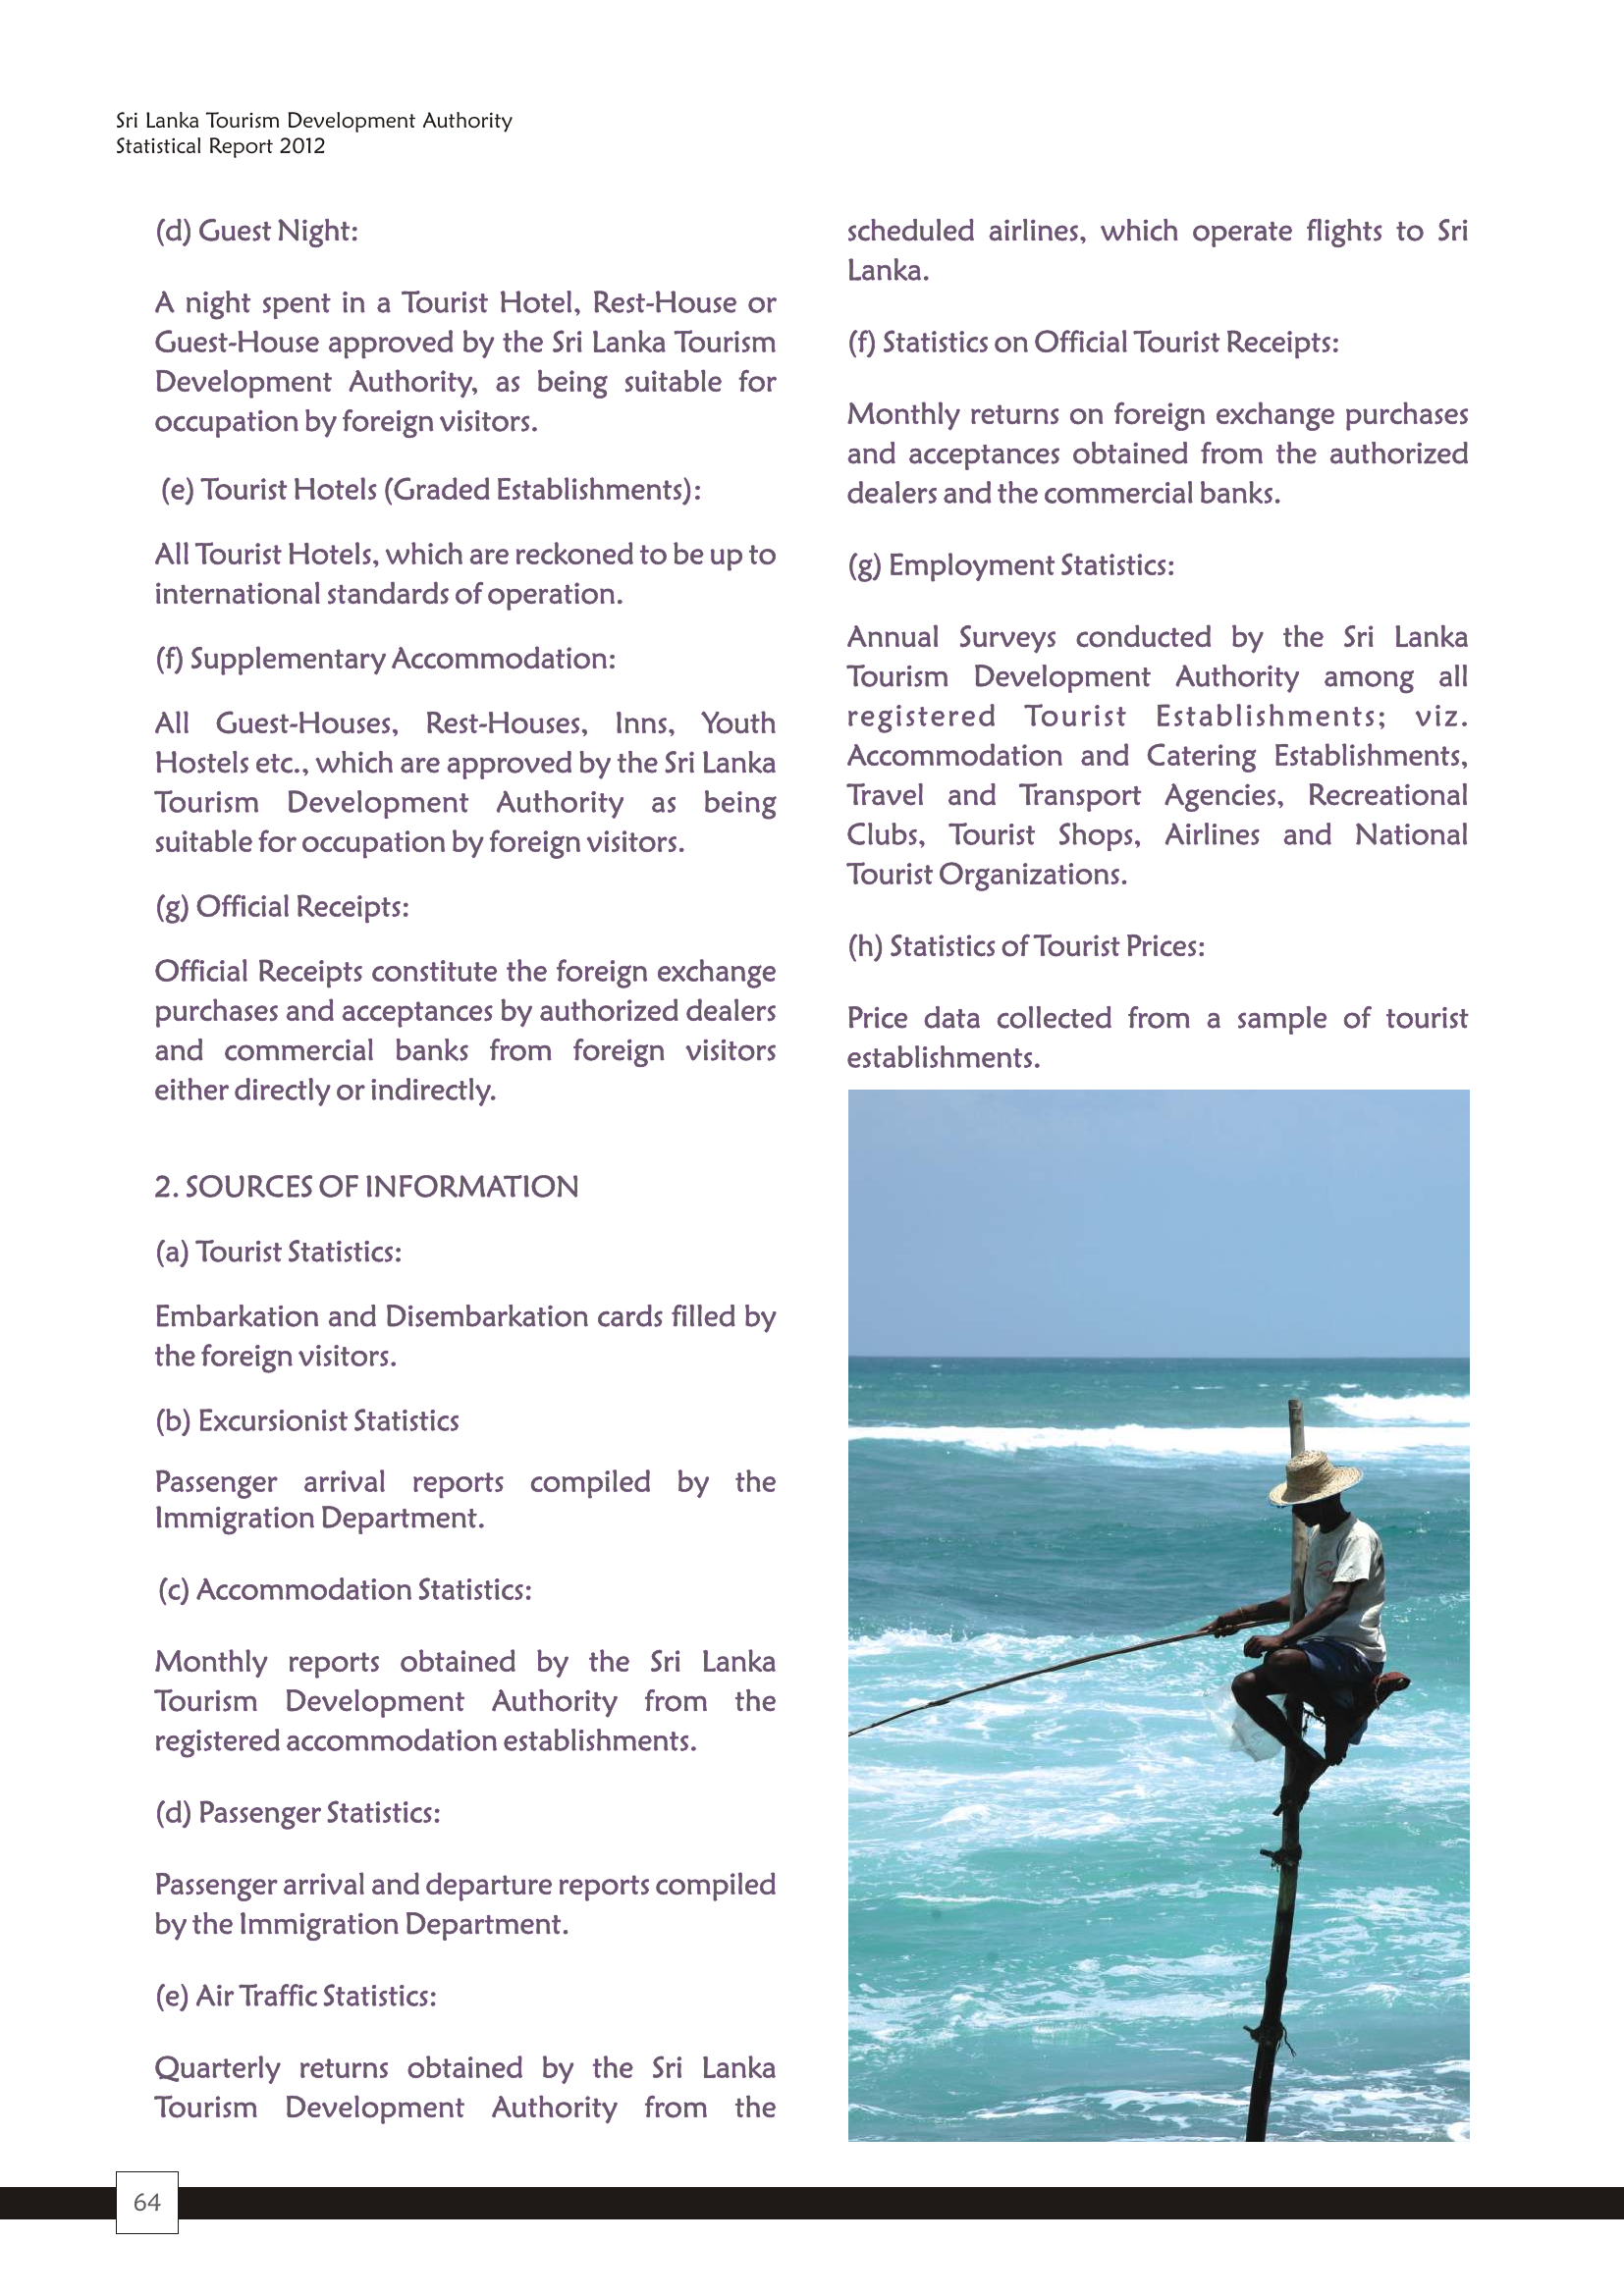 Sri Lanka Tourism Development Authority
Statistical Report 2012
(d) Guest Night:
A night spent in a Tourist Hotel, Rest-House or
Guest-House approved by the Sri Lanka Tourism
Development Authority, as being suitable for
occupation by foreign visitors.
(e) Tourist Hotels (Graded Establishments):
All Tourist Hotels, which are reckoned to be up to
international standards of operation.
(f) Supplementary Accommodation:
All Guest-Houses, Rest-Houses, Inns, Youth
Hostels etc., which are approved by the Sri Lanka
Tourism Development Authority as being
suitable for occupation by foreign visitors.
(g) Official Receipts:
Official Receipts constitute the foreign exchange
purchases and acceptances by authorized dealers
and commercial banks from foreign visitors
either directly or indirectly.
2. SOURCES OF INFORMATION
(a) Tourist Statistics:
Embarkation and Disembarkation cards filled by
the foreign visitors.
(b) Excursionist Statistics
Passenger arrival reports compiled by the
Immigration Department.
(c) Accommodation Statistics:
Monthly reports obtained by the Sri Lanka
Tourism Development Authority from the
registered accommodation establishments.
(d) Passenger Statistics:
Passenger arrival and departure reports compiled
by the Immigration Department.
(e) Air Traffic Statistics:
Quarterly returns obtained by the Sri Lanka
Tourism Development Authority from the
scheduled airlines, which operate flights to Sri
Lanka.
(f) Statistics on Official Tourist Receipts:
Monthly returns on foreign exchange purchases
and acceptances obtained from the authorized
dealers and the commercial banks.
(g) Employment Statistics:
Annual Surveys conducted by the Sri Lanka
Tourism Development Authority among all
registered Tourist Establishments; viz.
Accommodation and Catering Establishments,
Travel and Transport Agencies, Recreational
Clubs, Tourist Shops, Airlines and National
Tourist Organizations.
(h) Statistics of Tourist Prices:
Price data collected from a sample of tourist
establishments.
64